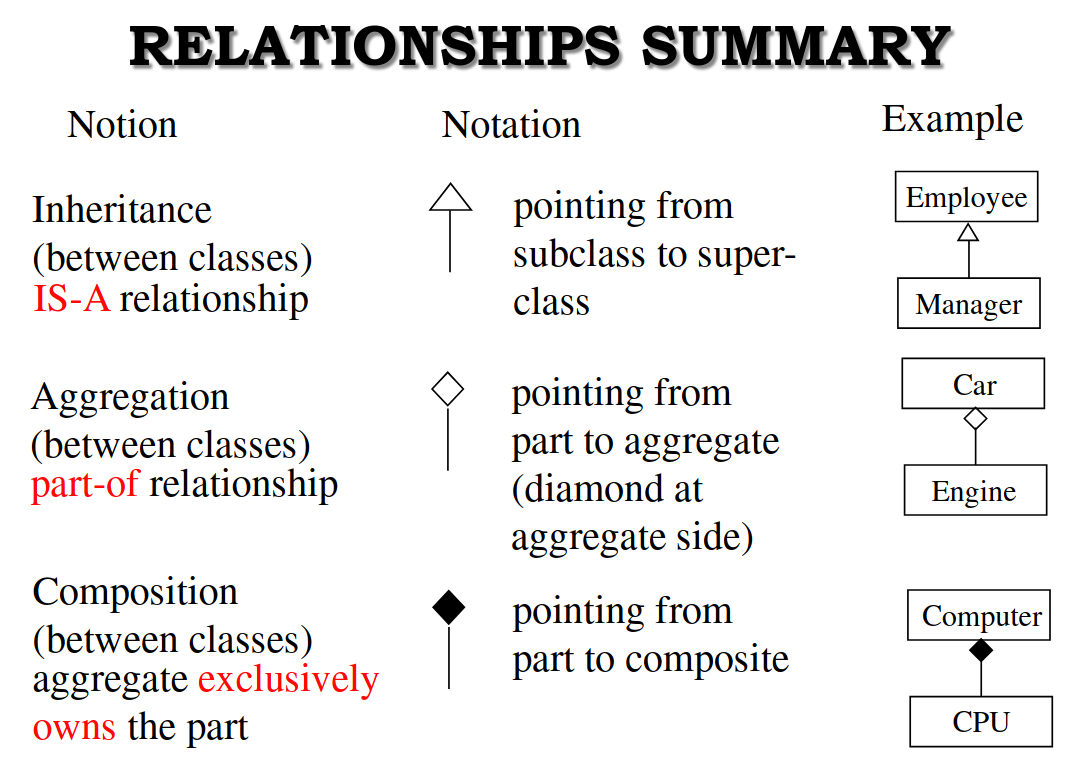 RELATIONSHIPS SUMMARY
Notion
Notation
Example
Inheritance
(between classes)
IS-A relationship
pointing from
subclass to super-
class
Employee
Manager
Aggregation
(between classes)
part-of relationship
pointing from
part to aggregate
(diamond at
aggregate side)
Car
Engine
Composition
(between classes)
aggregate exclusively
owns the part
pointing from
part to composite
Computer
CPU